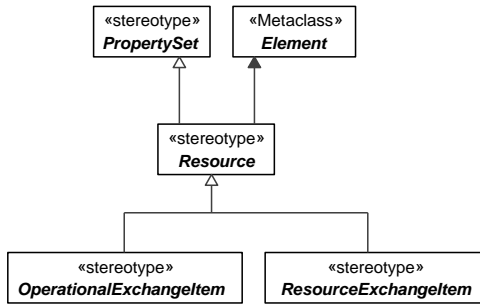 «stereotype»
PropertySet
«Metaclass»
Element
«stereotype»
Resource
«stereotype»
OperationalExchangeItem
«stereotype»
ResourceExchangeItem